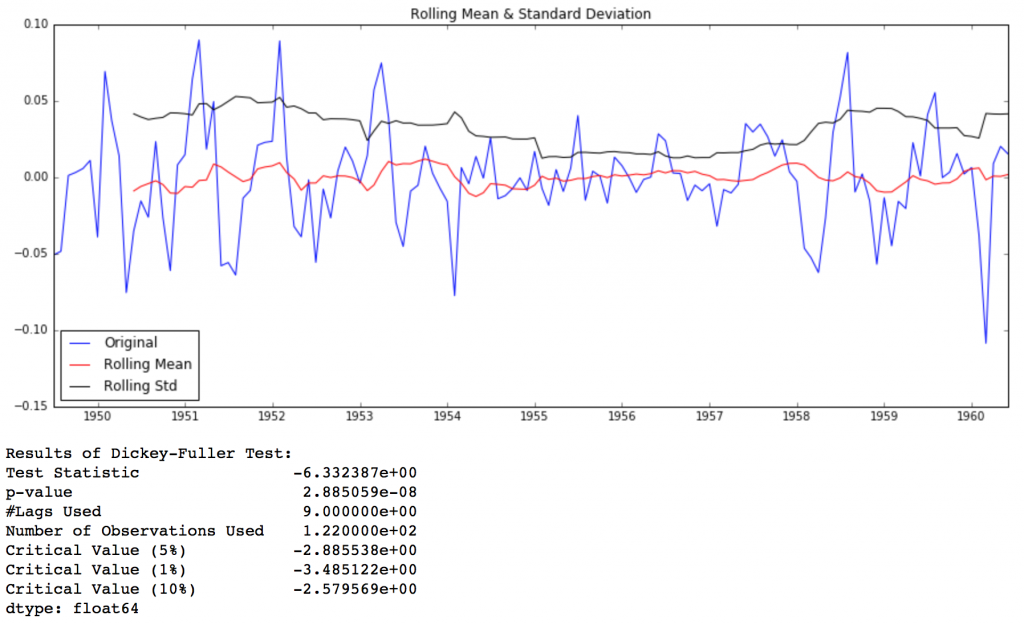 Rolling Mean & Standard Deviation
0.10
0.05
0.00
−0.05
−0.10
−0.15
Original
Rolling Mean
Rolling Std
1950 1951 1952 1953 1954 1955 1956 1957 1958 1959 1960
Results of Dickey-Fuller Test:
Test Statistic -6.332387e+00
p-value 2.885059e-08
#Lags Used 9.000000e+00
Number of Observations Used 1.220000e+02
Critical Value (5%) -2.885538e+00
Critical Value (1%) -3.485122e+00
Critical Value (10%) -2.579569e+00
dtype: float64